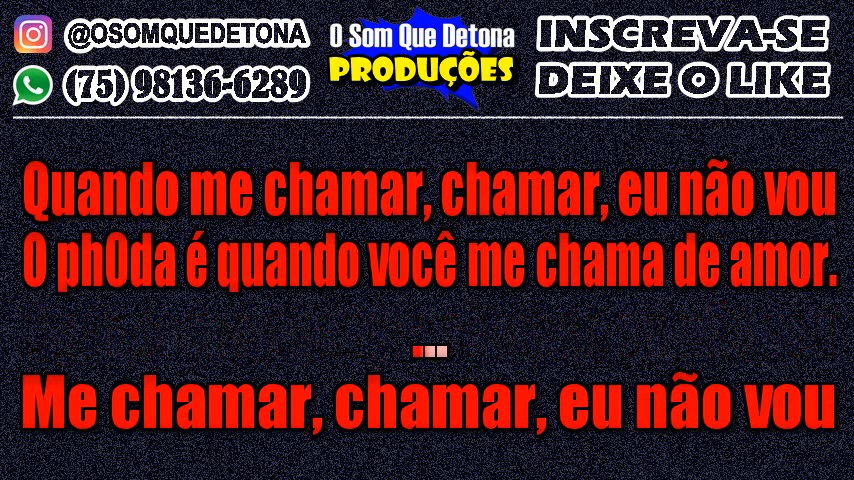 @OSOMQUEDETONA
(75) 98136-6289
O Som Que Detona
PRODUÇÕES
INSCREVA-SE
DEIXE O LIKE
Quando me chamar, chamar, eu não vou
O ph0da é quando você me chama de amor.
Me chamar, chamar, eu não vou